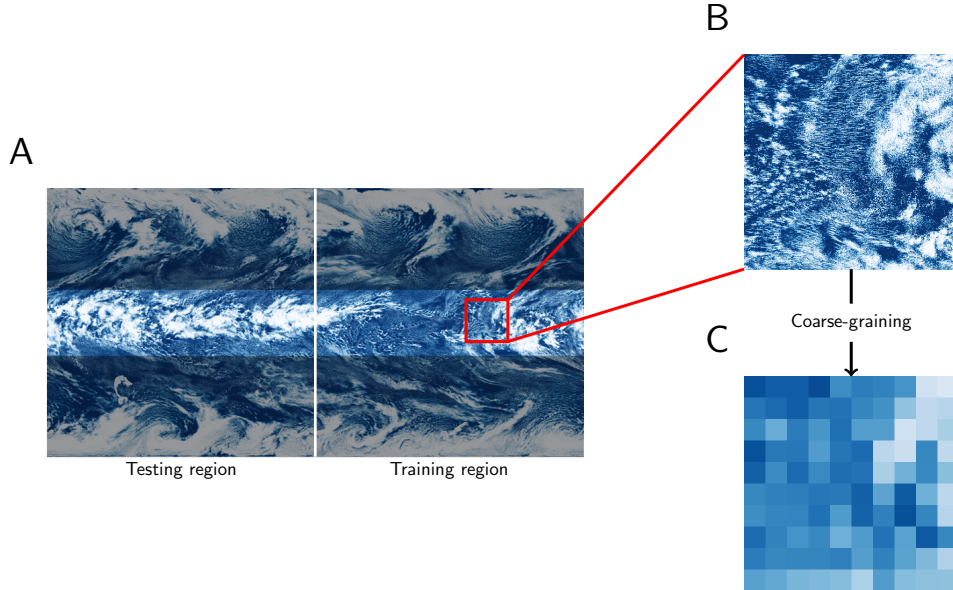 A
Testing region
Training region
B
Coarse-graining
C